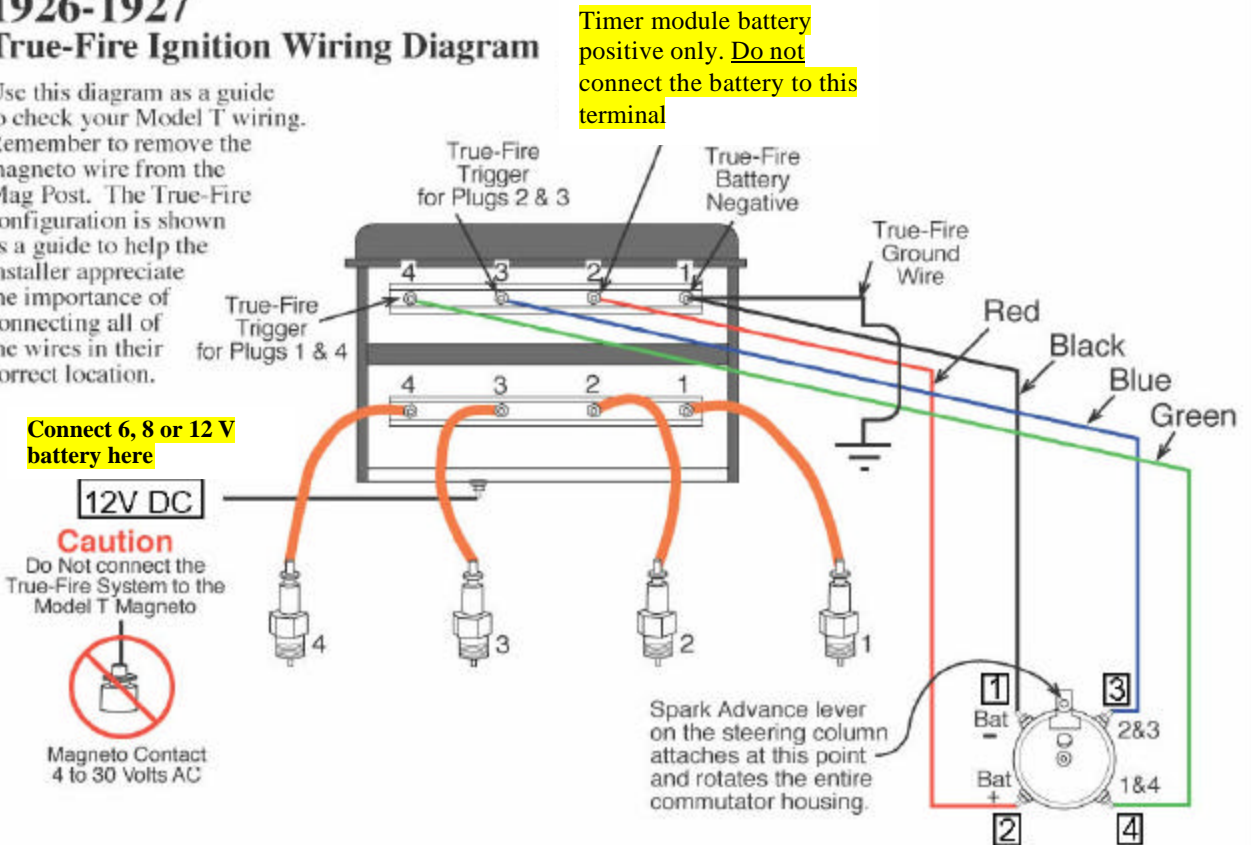 1926-1927
True-Fire Ignition Wiring Diagram
Use this diagram as a guide
to check your Model T wiring.
Remember to remove the
magneto wire from the
Mag Post. The True-Fire
configuration is shown
as a guide to help the
installer appreciate
the importance of
connecting all of
the wires in their
correct location.
Timer module battery
positive only. Do not
connect the battery to this
terminal
True-Fire
Trigger
for Plugs 2 & 3
True-Fire
Battery
Negative
True-Fire
Ground
Wire
True-Fire
Trigger
for Plugs 1 & 4
4 3 2 1
4 3 2 1
Red
Black
Blue
Green
Connect 6, 8 or 12 V
battery here
12V DC
Caution
Do Not connect the
True-Fire System to the
Model T Magneto
Magneto Contact
4 to 30 Volts AC
4 3 2 1
Spark Advance lever
on the steering column
attaches at this point
and rotates the entire
commutator housing.
1 3
Bat
-
2&3
Bat
+
1&4
2 4